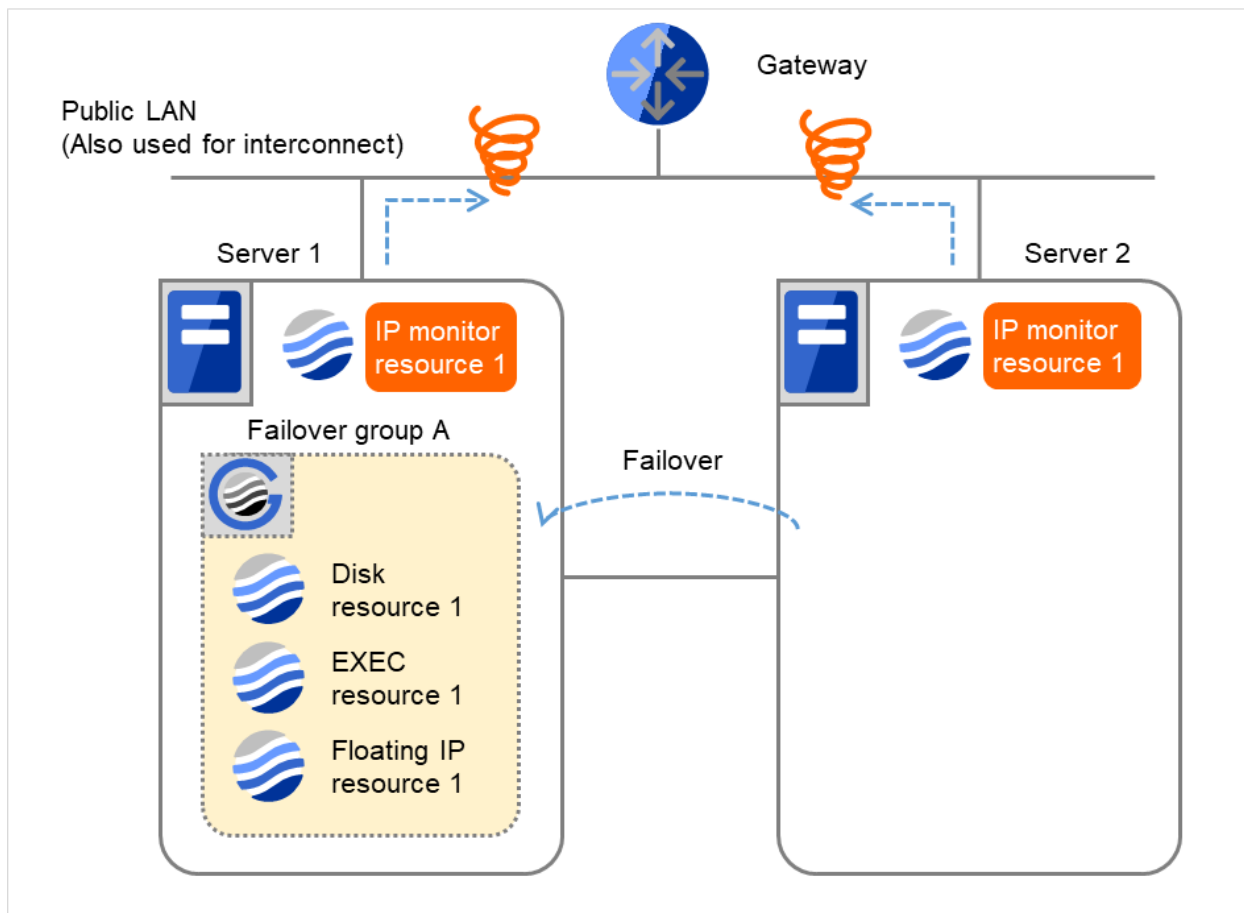 Gateway
Public LAN
(Also used for interconnect)
Server 1
Server 2
IP monitor
resource 1
IP monitor
resource 1
Failover group A
Failover
Disk
resource 1
EXEC
resource 1
Floating IP
resource 1